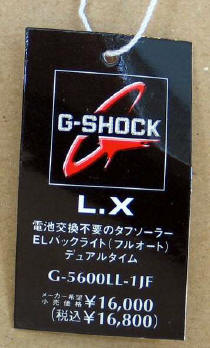 G-SHOCK
L.X
電池交換不要のタフソーラー
ELバックライト(フルオート)
デュアルタイム
G-5600LL-1JF
メーカー希望小売価格 ¥16,000
(税込¥16,800)